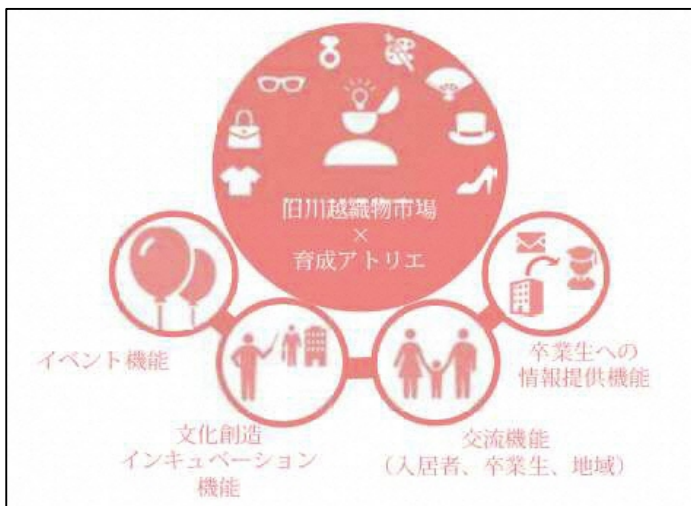 旧川越織物市場
×
育成アトリエ
イベント機能
文化創造
インキュベーション
機能
交流機能
（入居者、卒業生、地域）
卒業生への
情報提供機能